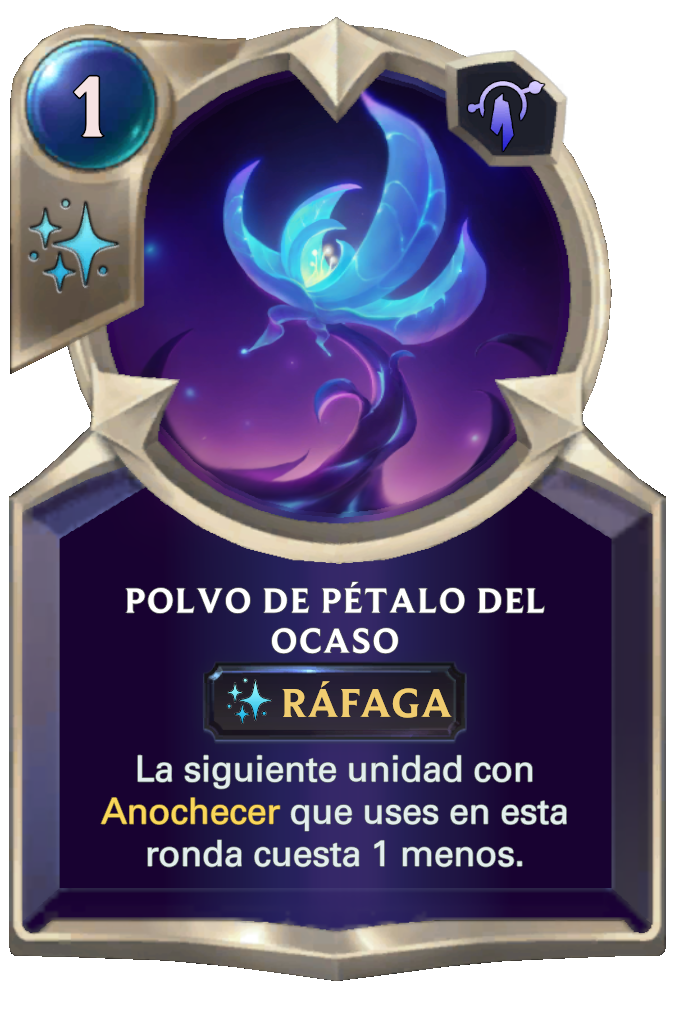 1
POLVO DE PÉTALO DEL
OCASO
RÁFAGA
La siguiente unidad con
Anochecer que uses en esta
ronda cuesta 1 menos.